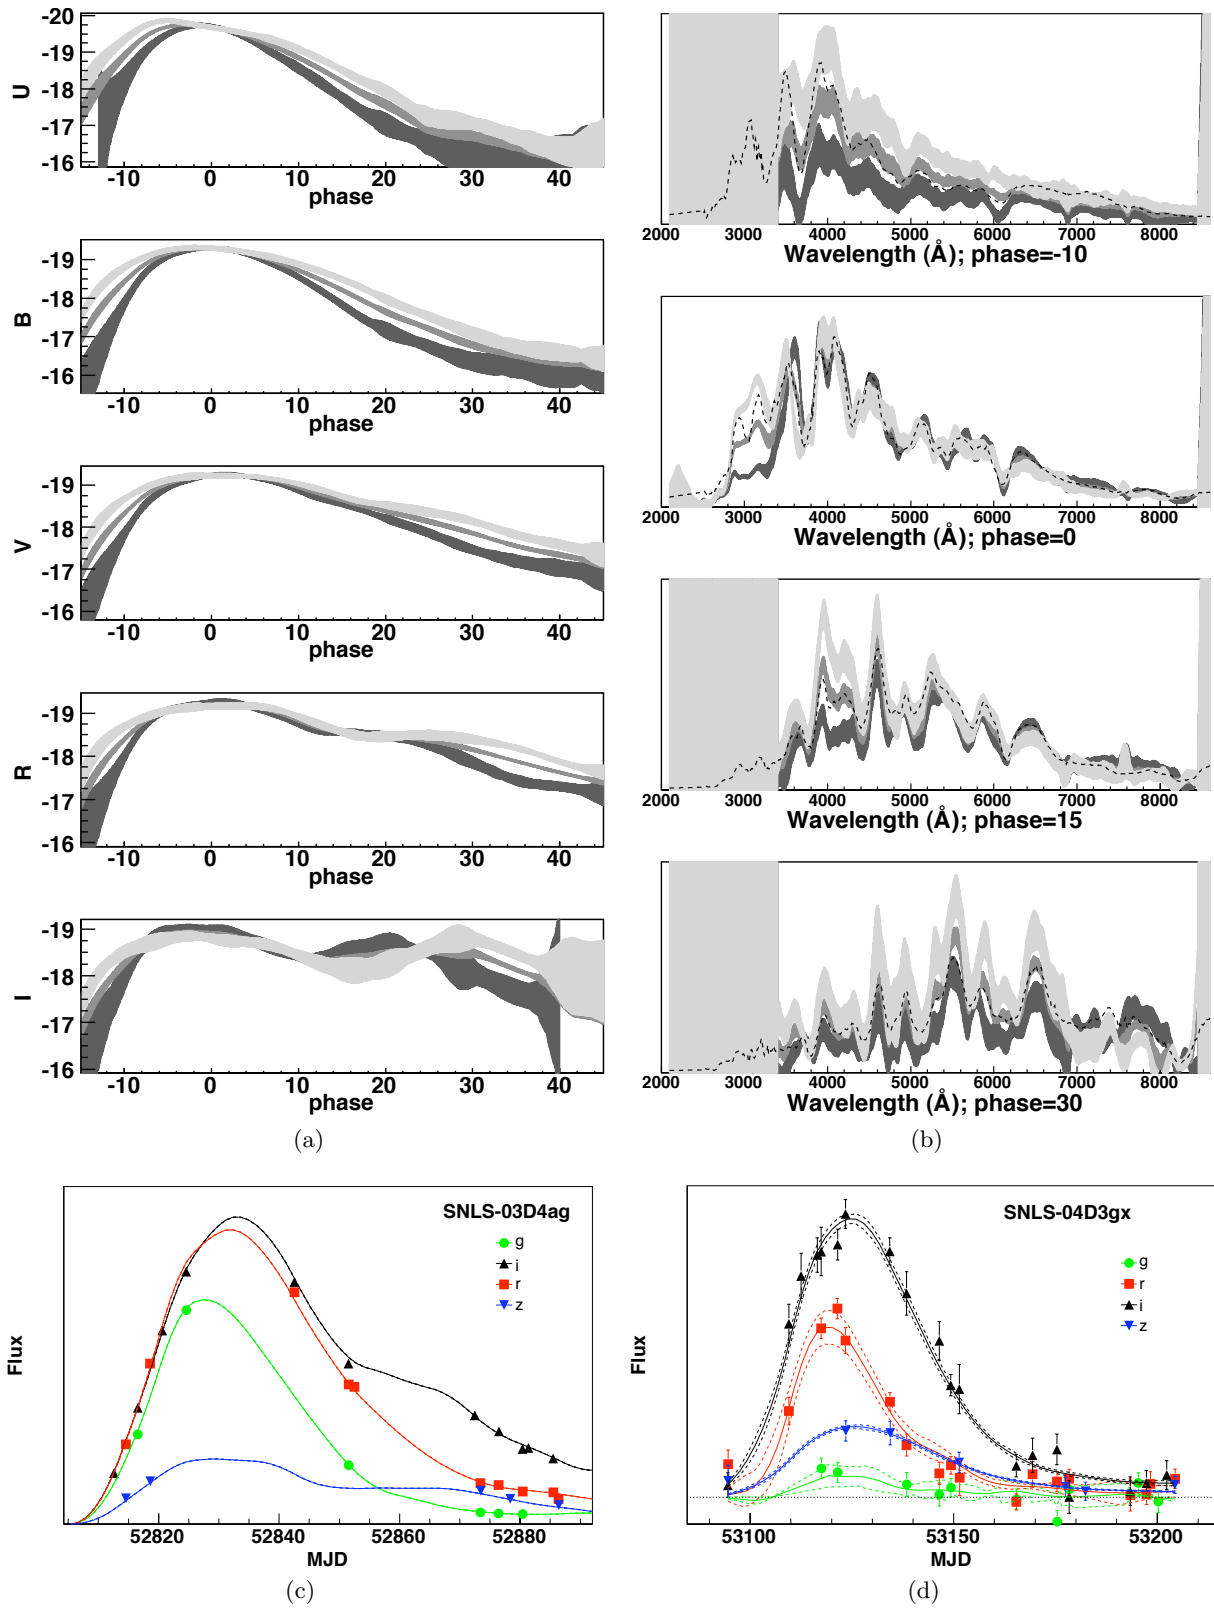 -20
-19
-18
-17
-16
U
-10 0 10 20 30 40
phase
-19
-18
-17
-16
B
-10 0 10 20 30 40
phase
-19
-18
-17
-16
V
-10 0 10 20 30 40
phase
-19
-18
-17
-16
R
-10 0 10 20 30 40
phase
-19
-18
-17
-16
I
-10 0 10 20 30 40
phase
(a)
2000 3000 4000 5000 6000 7000 8000
Wavelength (Å); phase=-10
2000 3000 4000 5000 6000 7000 8000
Wavelength (Å); phase=0
2000 3000 4000 5000 6000 7000 8000
Wavelength (Å); phase=15
2000 3000 4000 5000 6000 7000 8000
Wavelength (Å); phase=30
(b)
SNLS-03D4ag
g
i
r
z
Flux
52820 52840 52860 52880
MJD
(c)
SNLS-04D3gx
g
r
i
z
Flux
53100 53150 53200
MJD
(d)